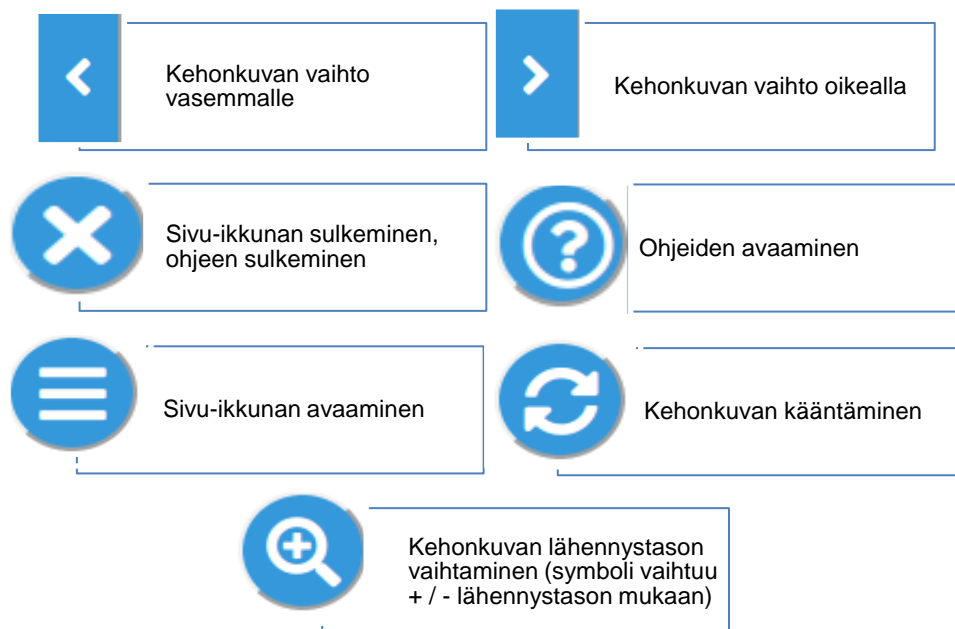 Kehonkuvan vaihto
vasemmalle
Kehonkuvan vaihto oikealla
Sivu-ikkunan sulkeminen,
ohjeen sulkeminen
Ohjeiden avaaminen
Sivu-ikkunan avaaminen
Kehonkuvan kääntäminen
Kehonkuvan lähennystason
vaihtaminen (symboli vaihtuu
+ / - lähennystason mukaan)